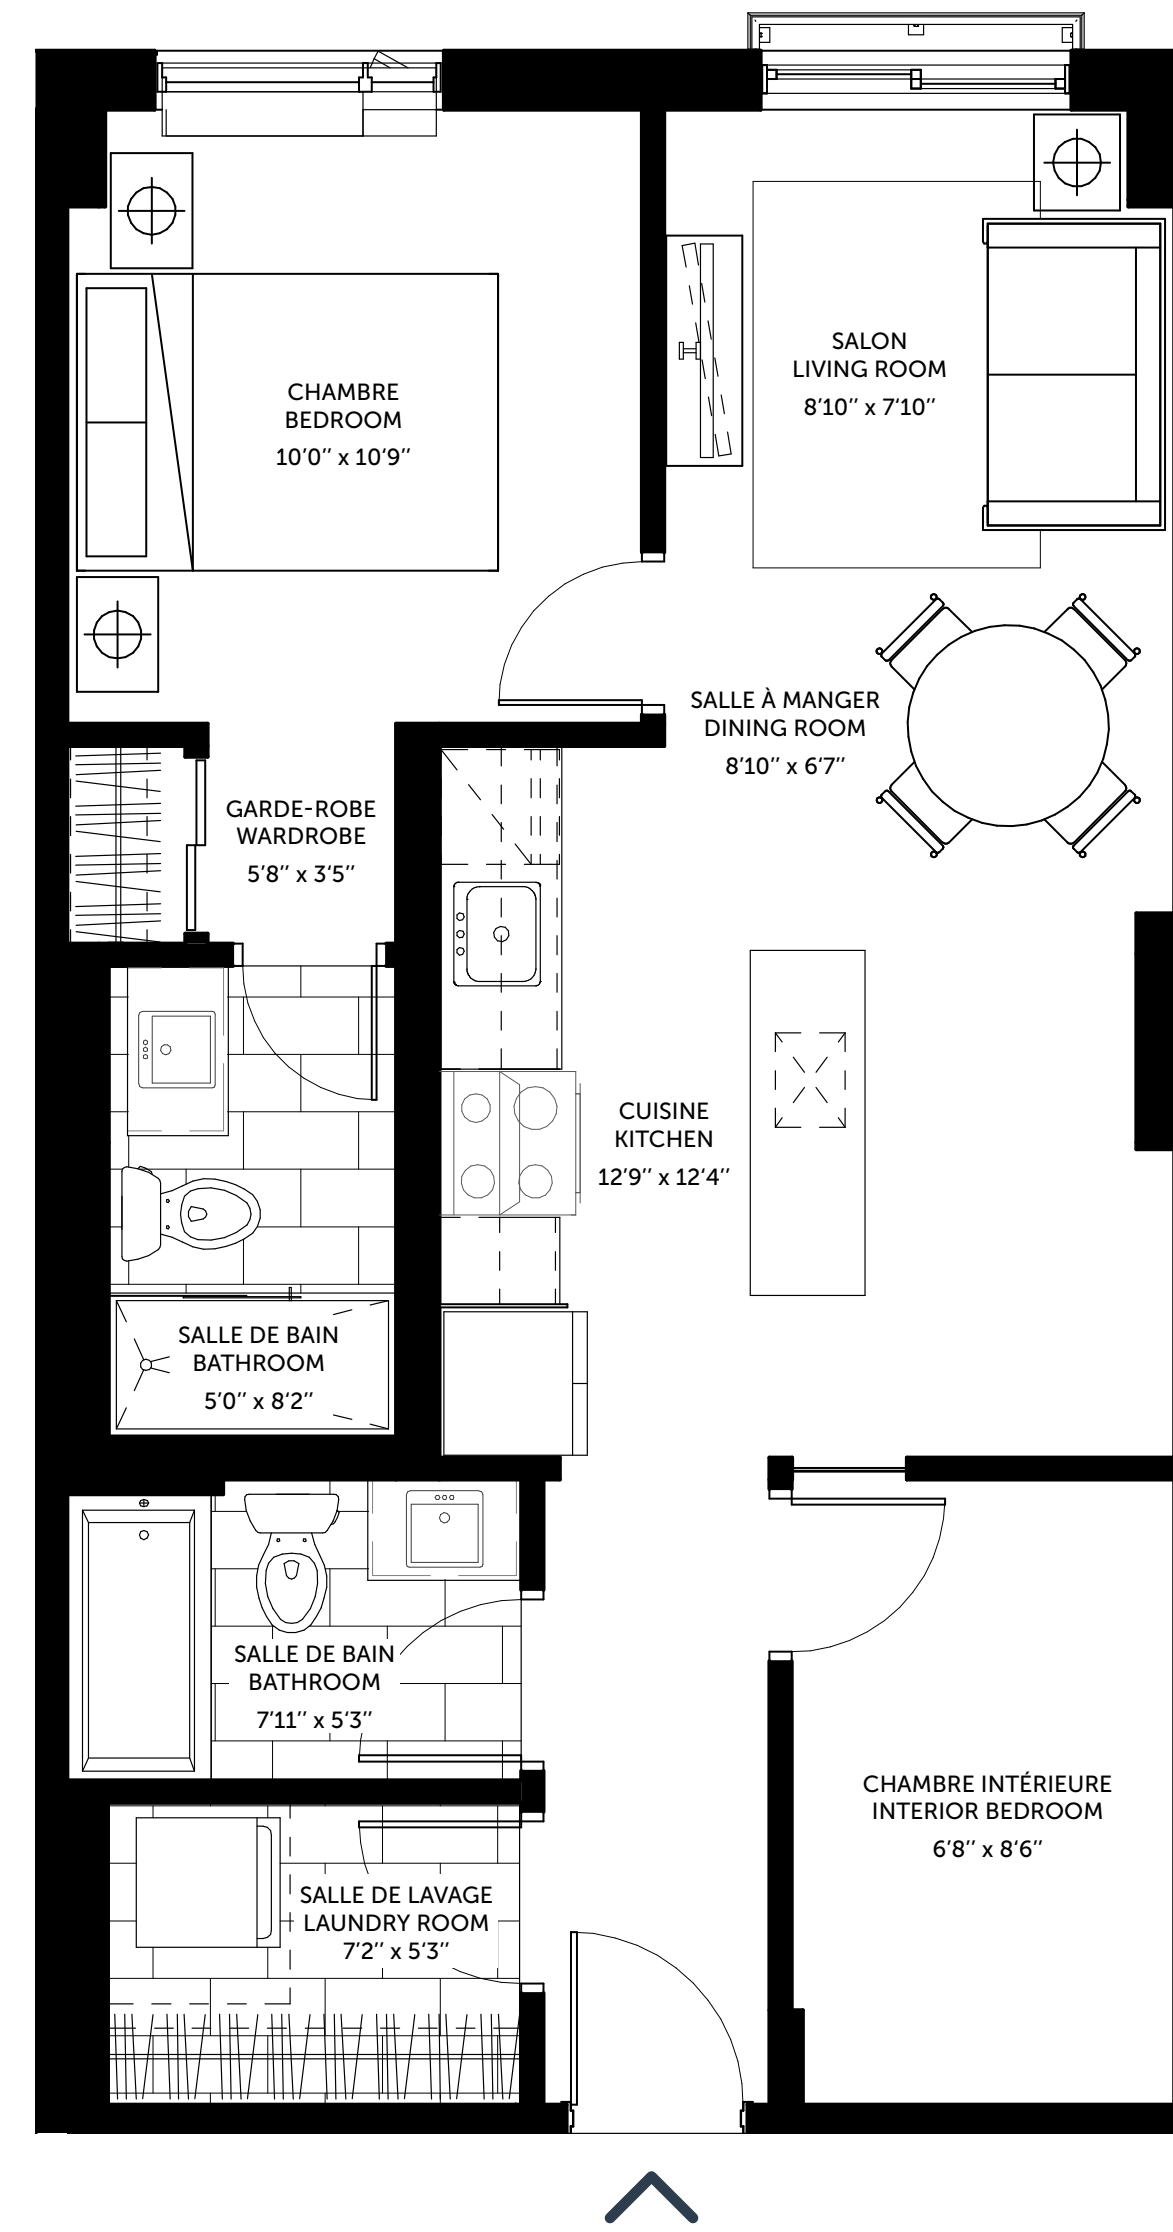 SALON
LIVING ROOM
8'10'' x 7'10''
CHAMBRE
BEDROOM
10'0'' x 10'9''
SALLE À MANGER
DINING ROOM
8'10'' x 6'7''
GARDE-ROBE
WARDROBE
5'8'' x 3'5''
CUISINE
KITCHEN
12'9'' x 12'4''
SALLE DE BAIN
BATHROOM
5'0'' x 8'2''
SALLE DE BAIN
BATHROOM
7'11'' x 5'3''
CHAMBRE INTÉRIEURE
INTERIOR BEDROOM
6'8'' x 8'6''
SALLE DE LAVAGE
LAUNDRY ROOM
7'2'' x 5'3''